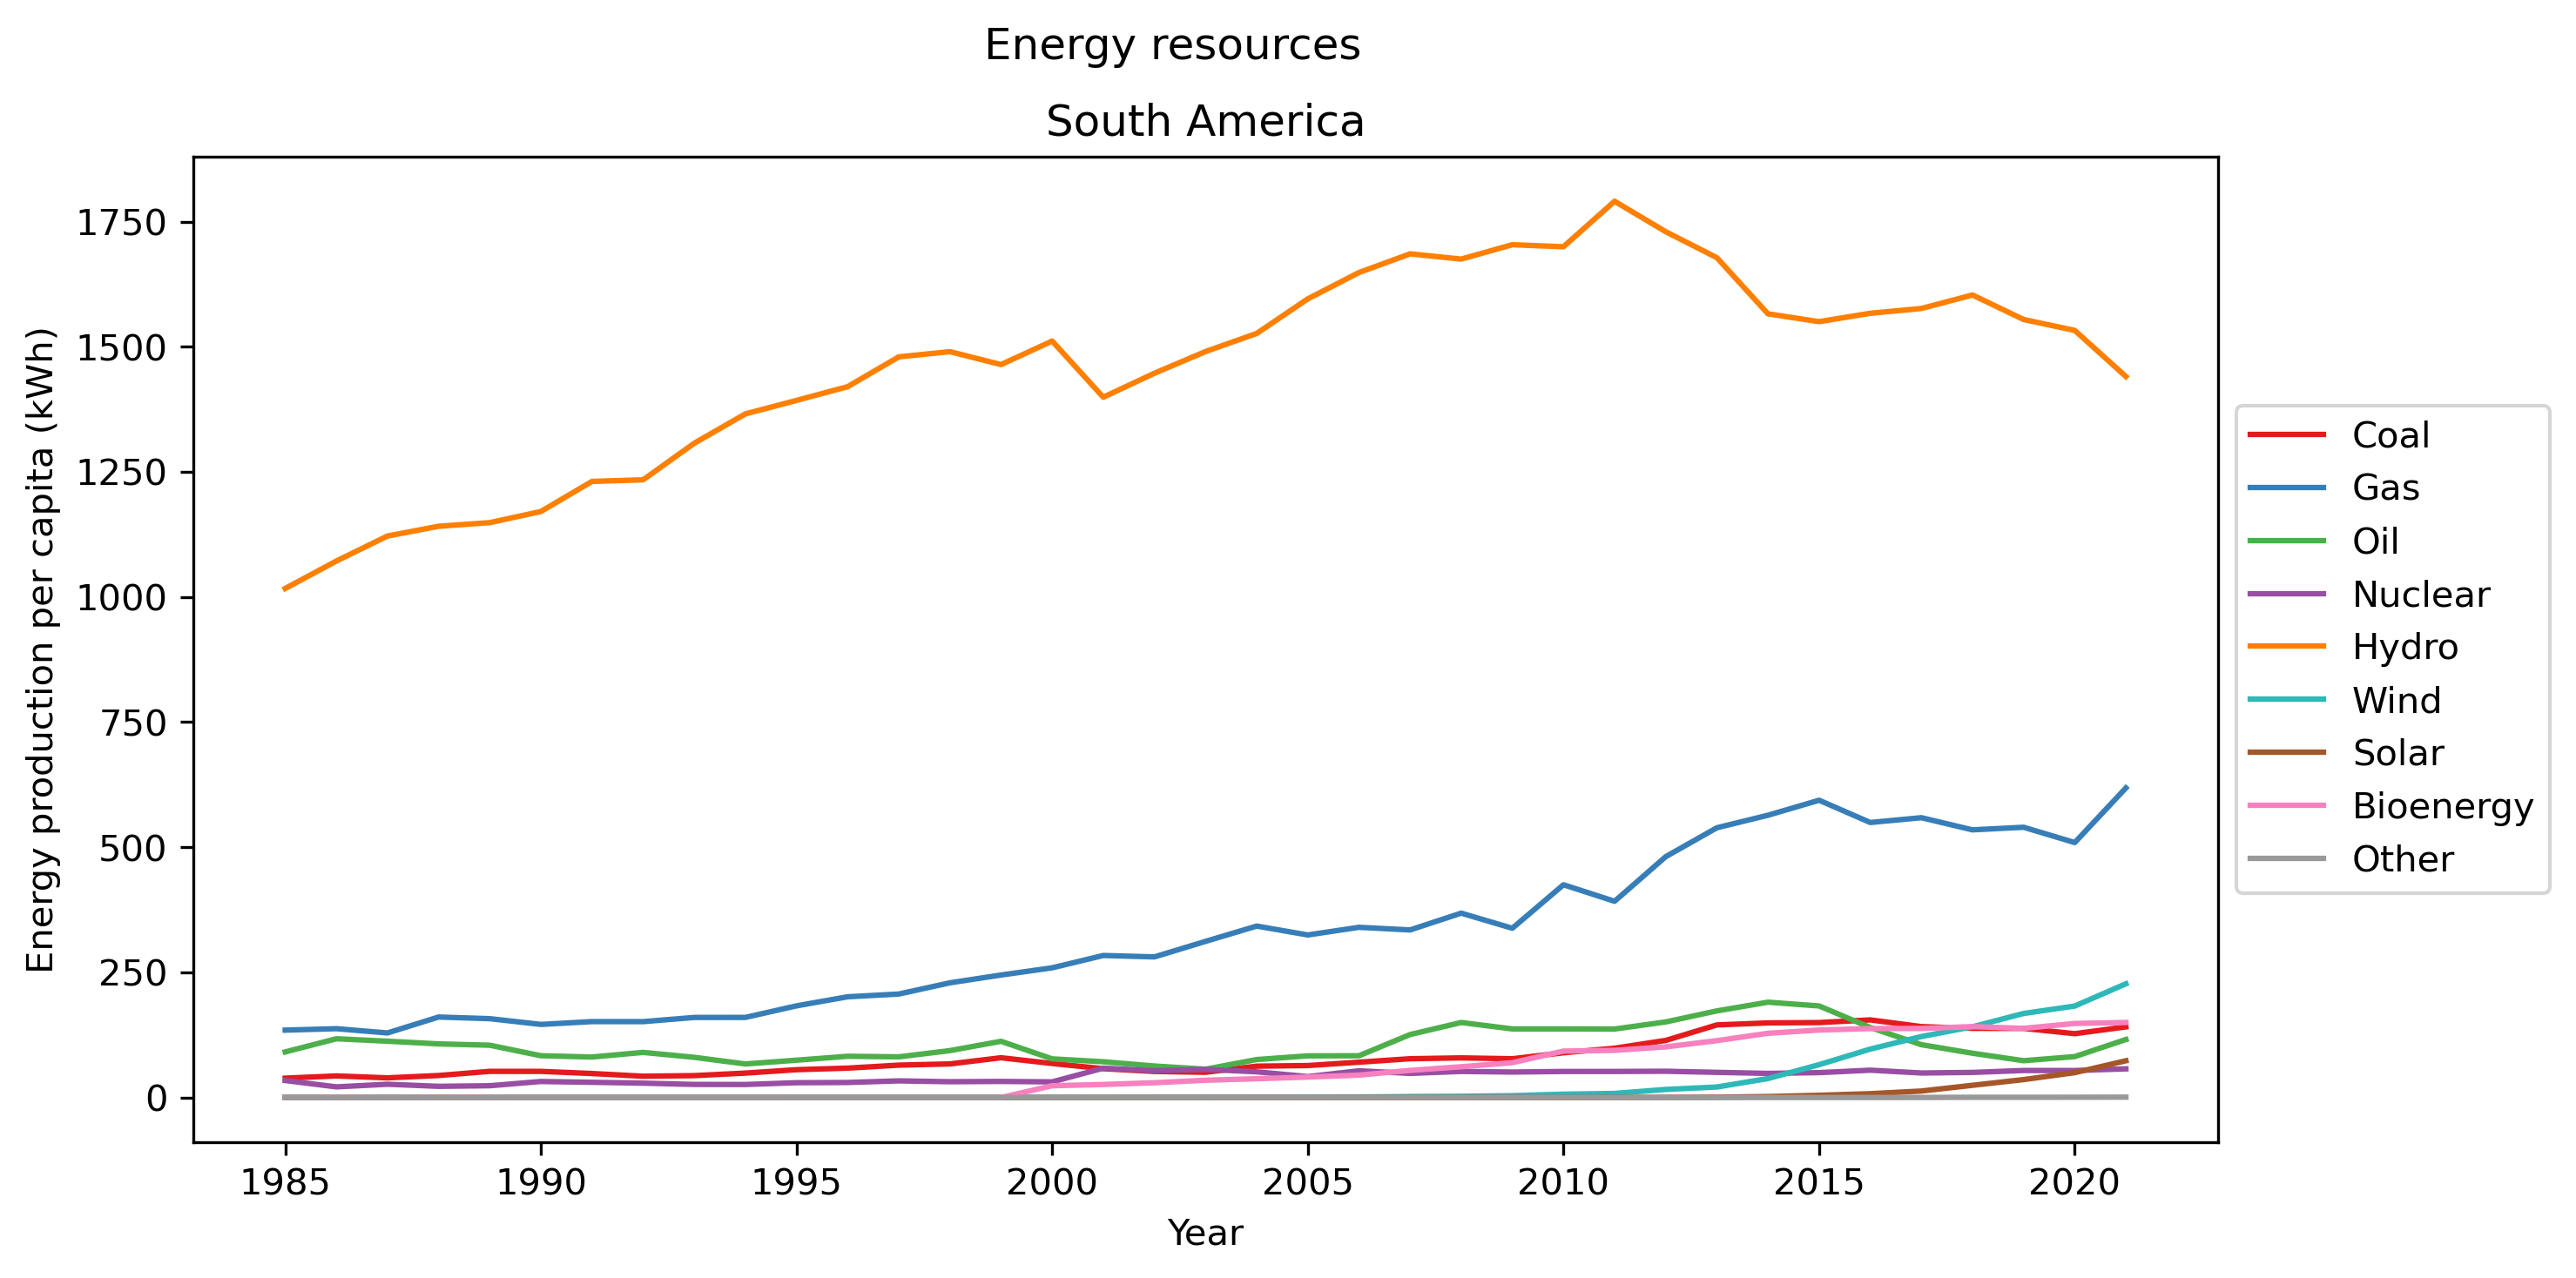 Energy resources
South America
Energy production per capita (kWh)
1750
1500
1250
1000
750
500
250
0
1985 1990 1995 2000 2005 2010 2015 2020
Year
Coal
Gas
Oil
Nuclear
Hydro
Wind
Solar
Bioenergy
Other